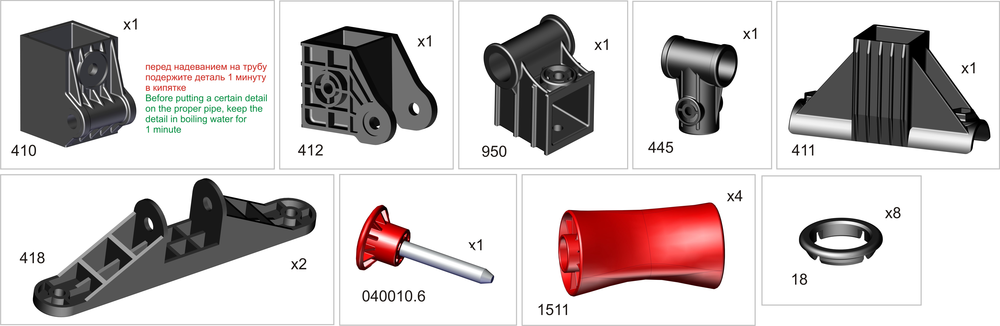 x1
перед надеванием на трубу
подержите деталь 1 минуту
в кипятке
Before putting a certain detail
on the proper pipe, keep the
detail in boiling water for
1 minute
410
x1
412
x1
950
x1
445
x1
411
418
x2
x1
040010.6
x4
1511
x8
18